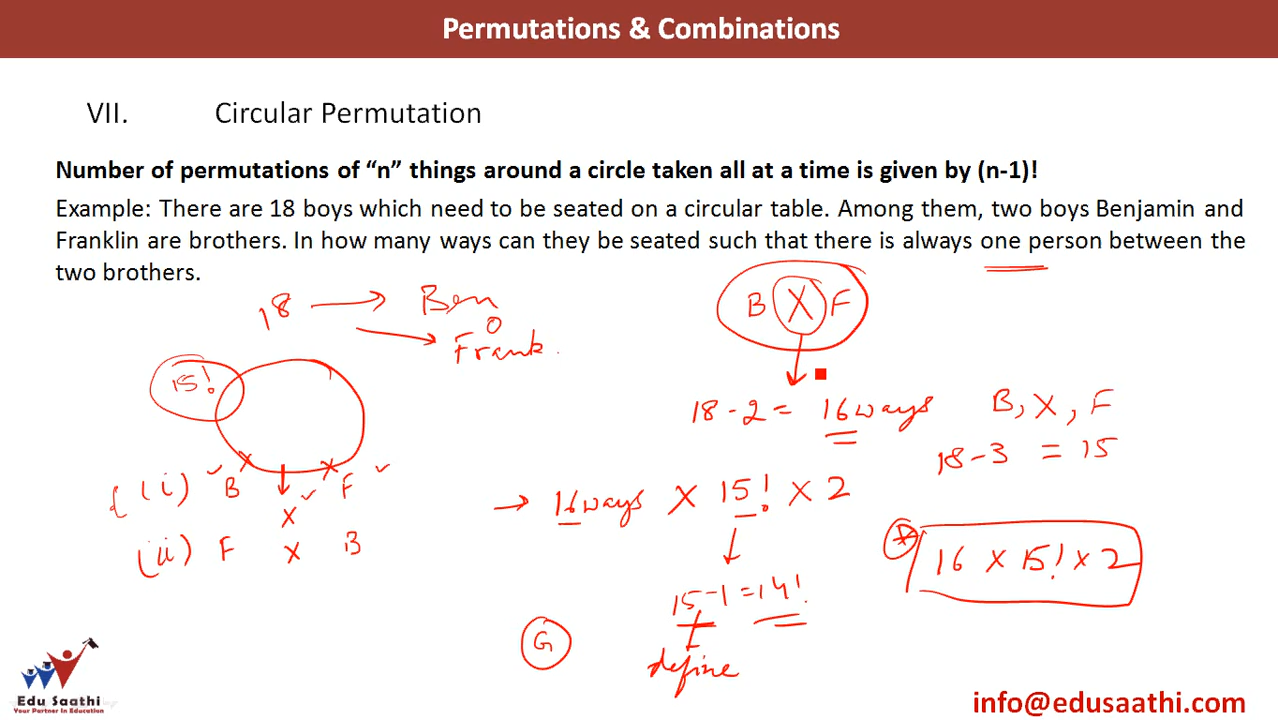 Permutations & Combinations
VII. Circular Permutation
Number of permutations of “n” things around a circle taken all at a time is given by (n-1)!
Example: There are 18 boys which need to be seated on a circular table. Among them, two boys Benjamin and
Franklin are brothers. In how many ways can they be seated such that there is always one person between the
two brothers.
18 → Ben
→ Frank
B X F
15!
18-2= 16ways
B, X, F
18-3 = 15
(i) B F
X
(ii) F X B
→ 16ways X 15! X 2
15-1=14!
define
16 X 15! X 2
G
Edu Saathi
Your Partner In Education
info@edusaathi.com